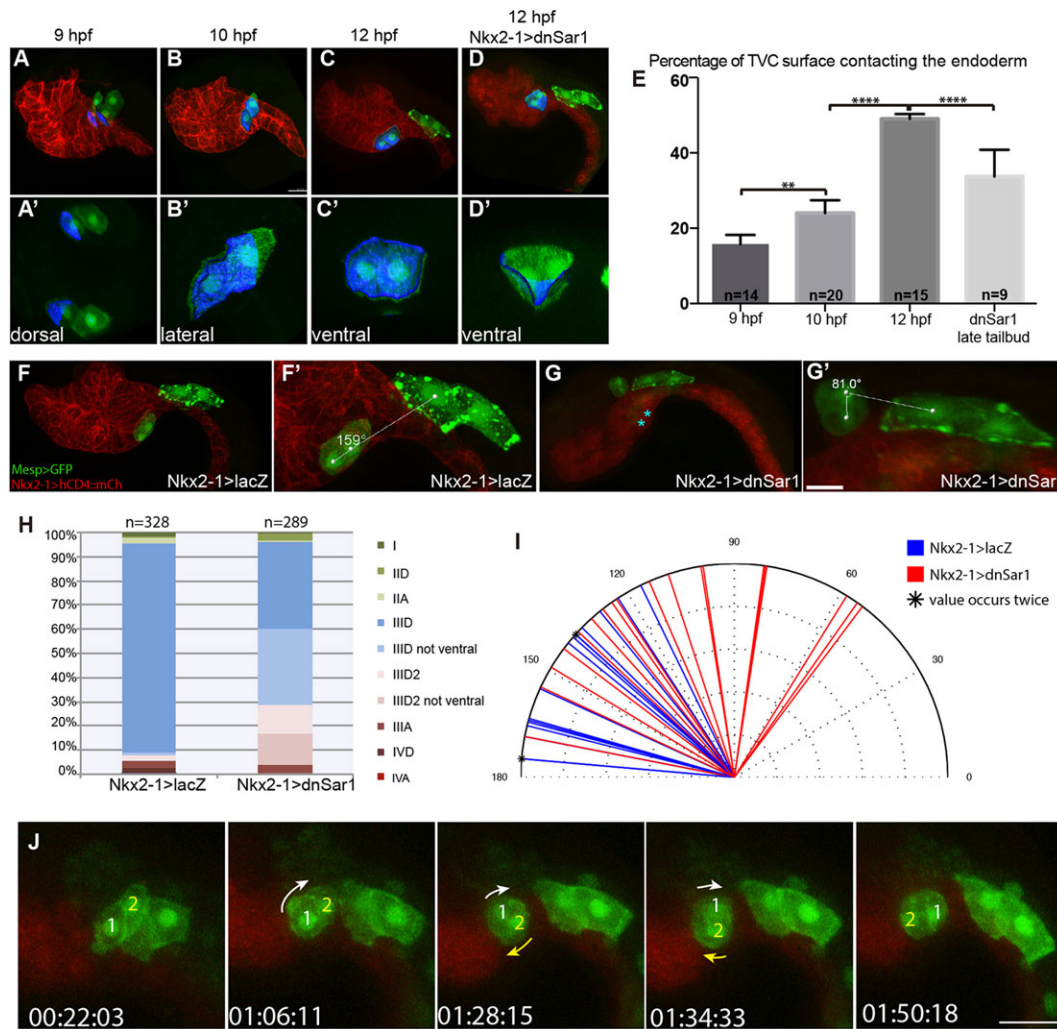 9 hpf
10 hpf
12 hpf
12 hpf
Nkx2-1>dnSar1
A
B
C
D
A'
dorsal
B'
lateral
C'
ventral
D'
ventral
E
Percentage of TVC surface contacting the endoderm
60
40
20
0
**
****
****
n=14
n=20
n=15
n=9
9 hpf
10 hpf
12 hpf
dnSar1
late tailbud
F
Mesp>GFP
Nkx2-1>hCD4::mCh
Nkx2-1>lacZ
F'
159°
Nkx2-1>lacZ
G
* *
Nkx2-1>dnSar1
G'
81.0°
Nkx2-1>dnSar
H
n=328
n=289
100%
90%
80%
70%
60%
50%
40%
30%
20%
10%
0%
Nkx2-1>lacZ
Nkx2-1>dnSar1
I
IID
IIA
IIID
IIID not ventral
IIID2
IIID2 not ventral
IIIA
IVD
IVA
I
90
120
60
150
30
180
0
Nkx2-1>lacZ
Nkx2-1>dnSar1
* value occurs twice
J
2
1
00:22:03
1
2
01:06:11
1
2
01:28:15
1
2
01:34:33
2
1
01:50:18